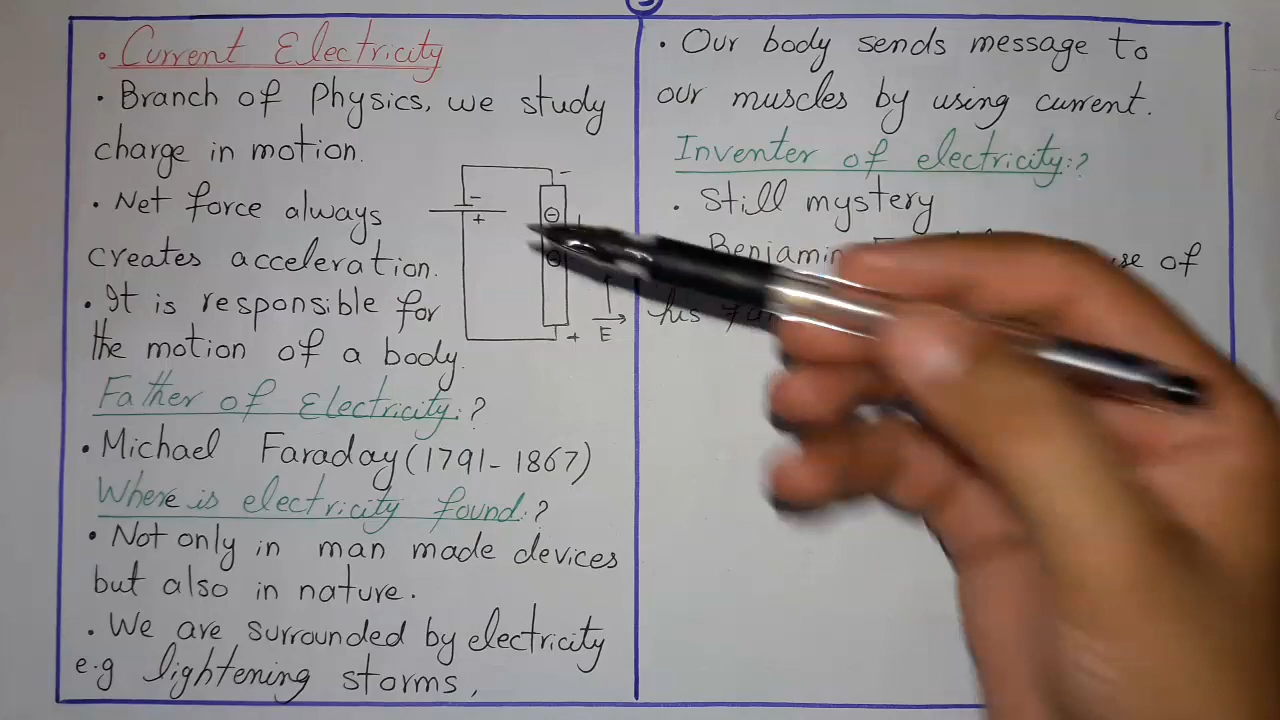 • Current Electricity
• Branch of Physics, we study
charge in motion.
• Net force always
creates acceleration.
• It is responsible for
the motion of a body.
Father of Electricity:?
• Michael Faraday (1791-1867)
Where is electricity found:?
• Not only in man made devices
but also in nature.
• We are surrounded by electricity
e.g lightening storms,
-
-
+
+
E
• Our body sends message to
our muscles by using current.
Inventer of electricity:?
• Still mystery
Benjamin
of
his